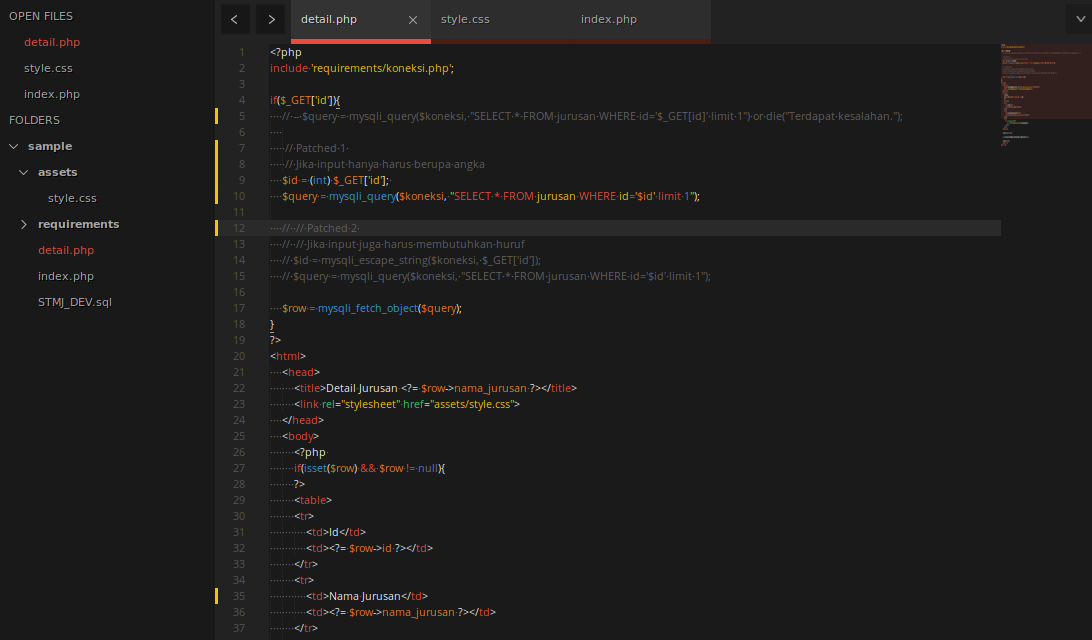 OPEN FILES
detail.php
style.css
index.php
FOLDERS
sample
assets
style.css
requirements
detail.php
index.php
STMJ_DEV.sql
detail.php
style.css
index.php
1 <?php
2 include 'requirements/koneksi.php';
3
4 if($_GET['id']){
5 // -- $query = mysqli_query($koneksi, "SELECT * FROM jurusan WHERE id='$_GET[id]' limit 1") or die("Terdapat kesalahan.");
6
7 // Patched 1
8 // Jika input hanya harus berupa angka
9 $id = (int) $_GET['id'];
10 $query = mysqli_query($koneksi, "SELECT * FROM jurusan WHERE id='$id' limit 1");
11
12 // // Patched 2
13 // // Jika input juga harus membutuhkan huruf
14 // $id = mysqli_escape_string($koneksi, $_GET['id']);
15 // $query = mysqli_query($koneksi, "SELECT * FROM jurusan WHERE id='$id' limit 1");
16
17 $row = mysqli_fetch_object($query);
18 }
19 ?>
20 <html>
21 <head>
22 <title>Detail Jurusan <?= $row->nama_jurusan ?></title>
23 <link rel="stylesheet" href="assets/style.css">
24 </head>
25 <body>
26 <?php
27 if(isset($row) && $row != null){
28 ?>
29 <table>
30 <tr>
31 <td>Id</td>
32 <td><?= $row->id ?></td>
33 </tr>
34 <tr>
35 <td>Nama Jurusan</td>
36 <td><?= $row->nama_jurusan ?></td>
37 </tr>